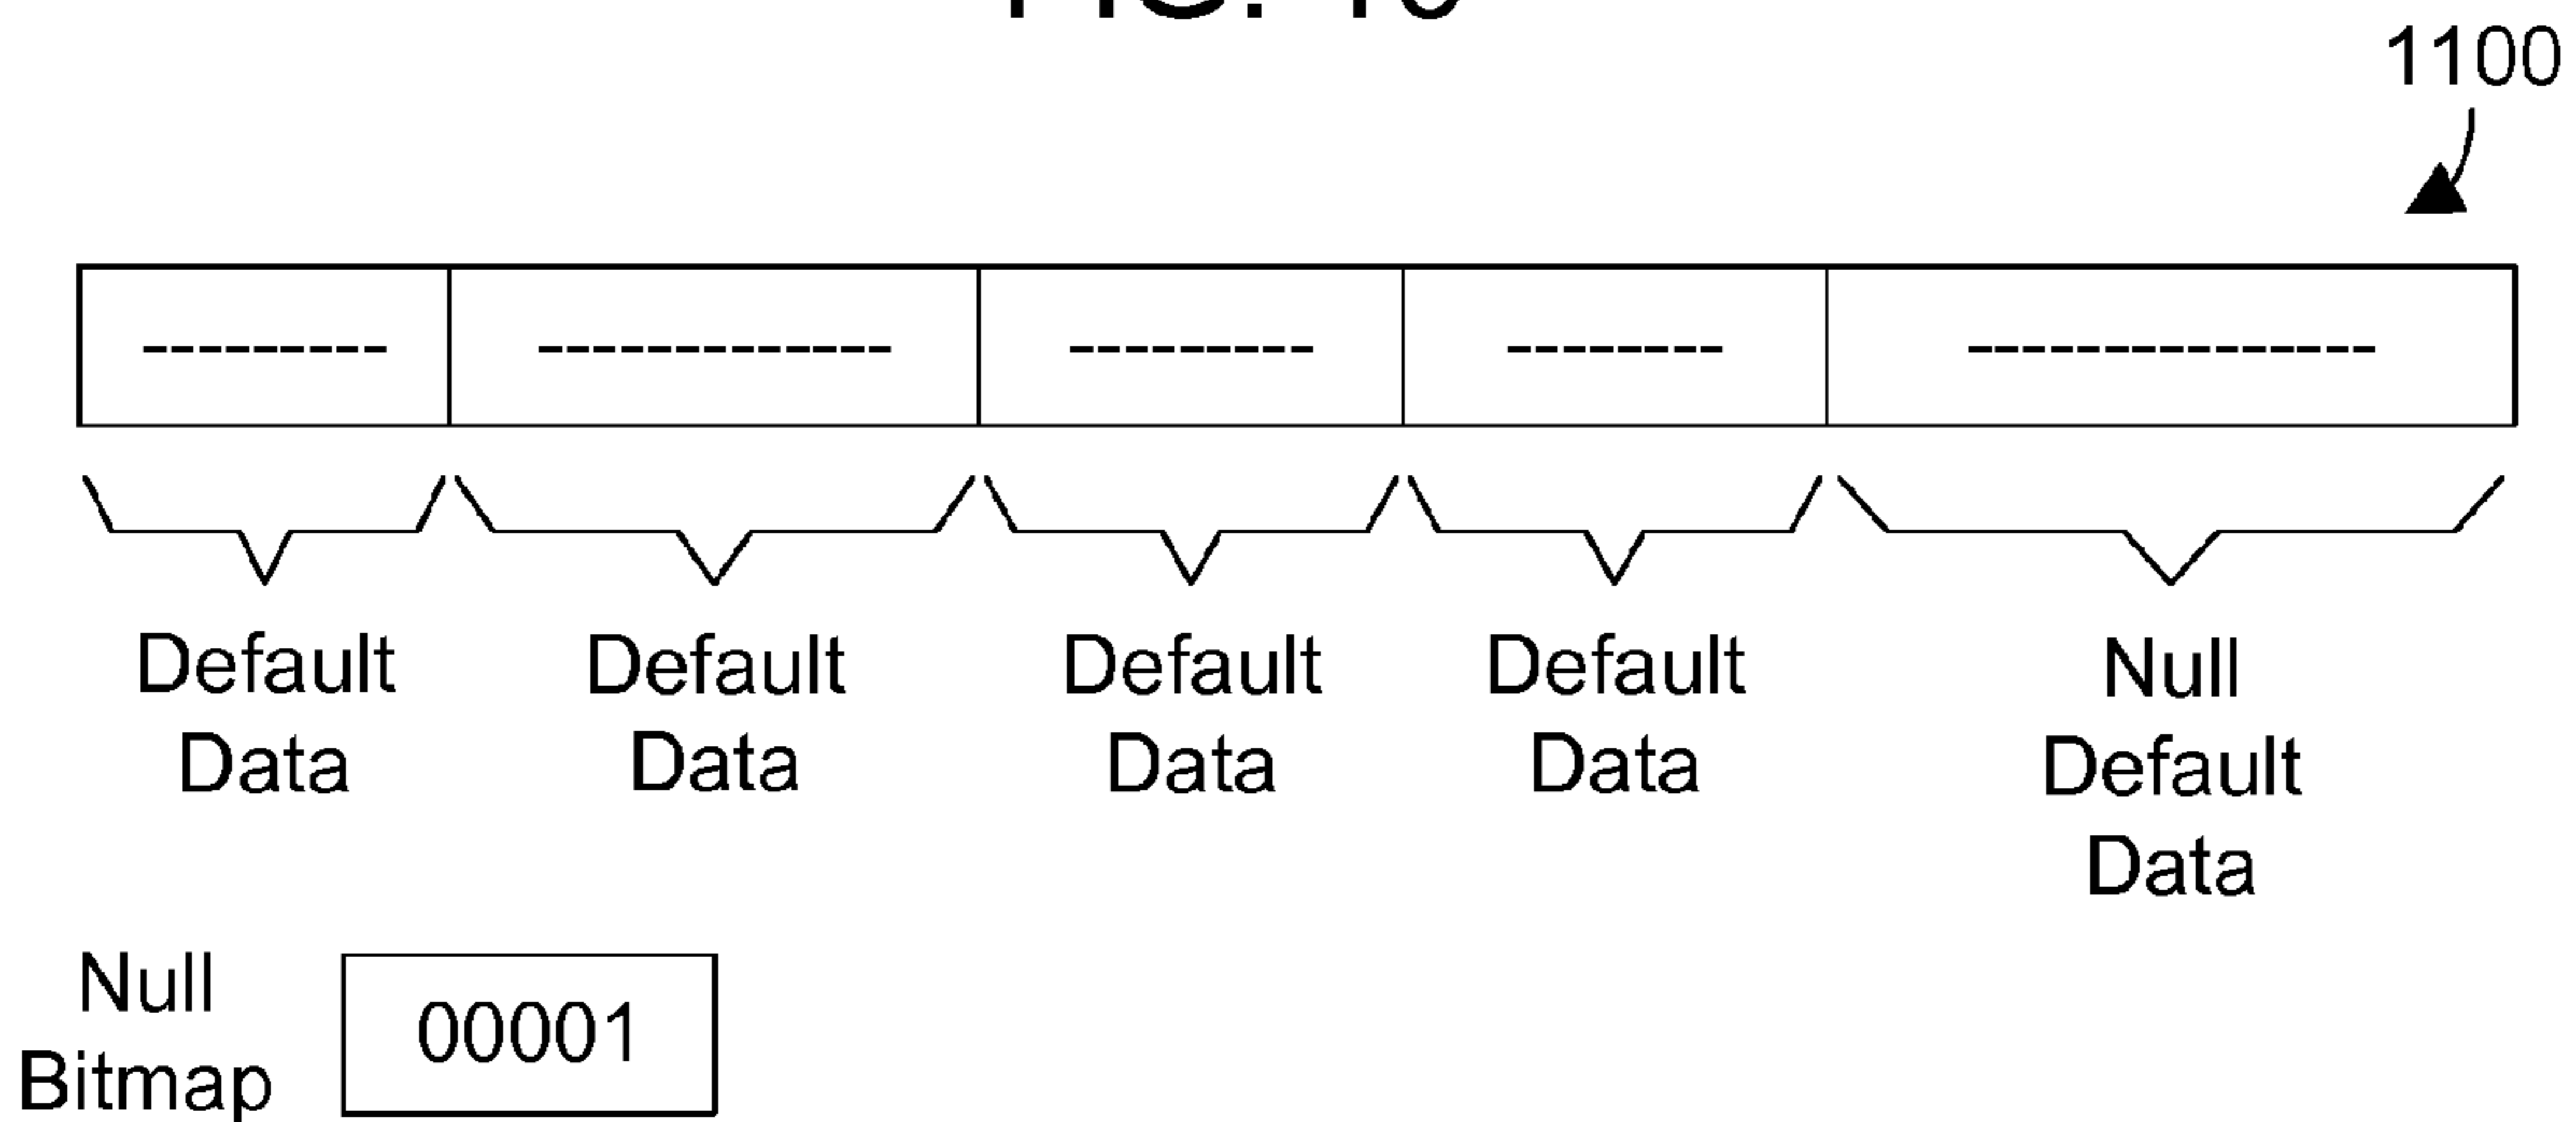 1100
Default Default Default Default Null
Data Data Data Data Default
Data
Null
Bitmap
00001